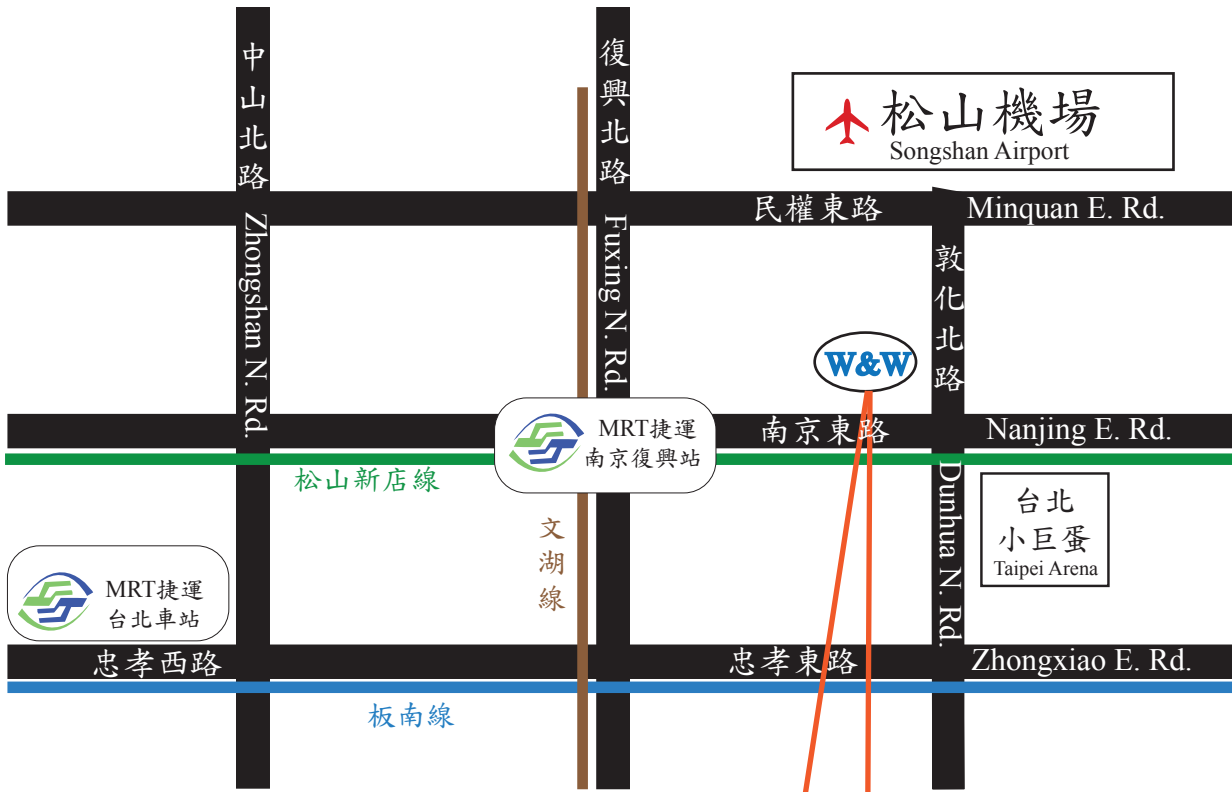 中山北路
Zhongshan N. Rd.
復興北路
Fuxing N. Rd.
松山機場
Songshan Airport
民權東路 Minquan E. Rd.
敦化北路
Dunhua N. Rd.
W&W
MRT捷運
南京復興站
南京東路 Nanjing E. Rd.
松山新店線
文湖線
台北
小巨蛋
Taipei Arena
MRT捷運
台北車站
忠孝西路
忠孝東路 Zhongxiao E. Rd.
板南線